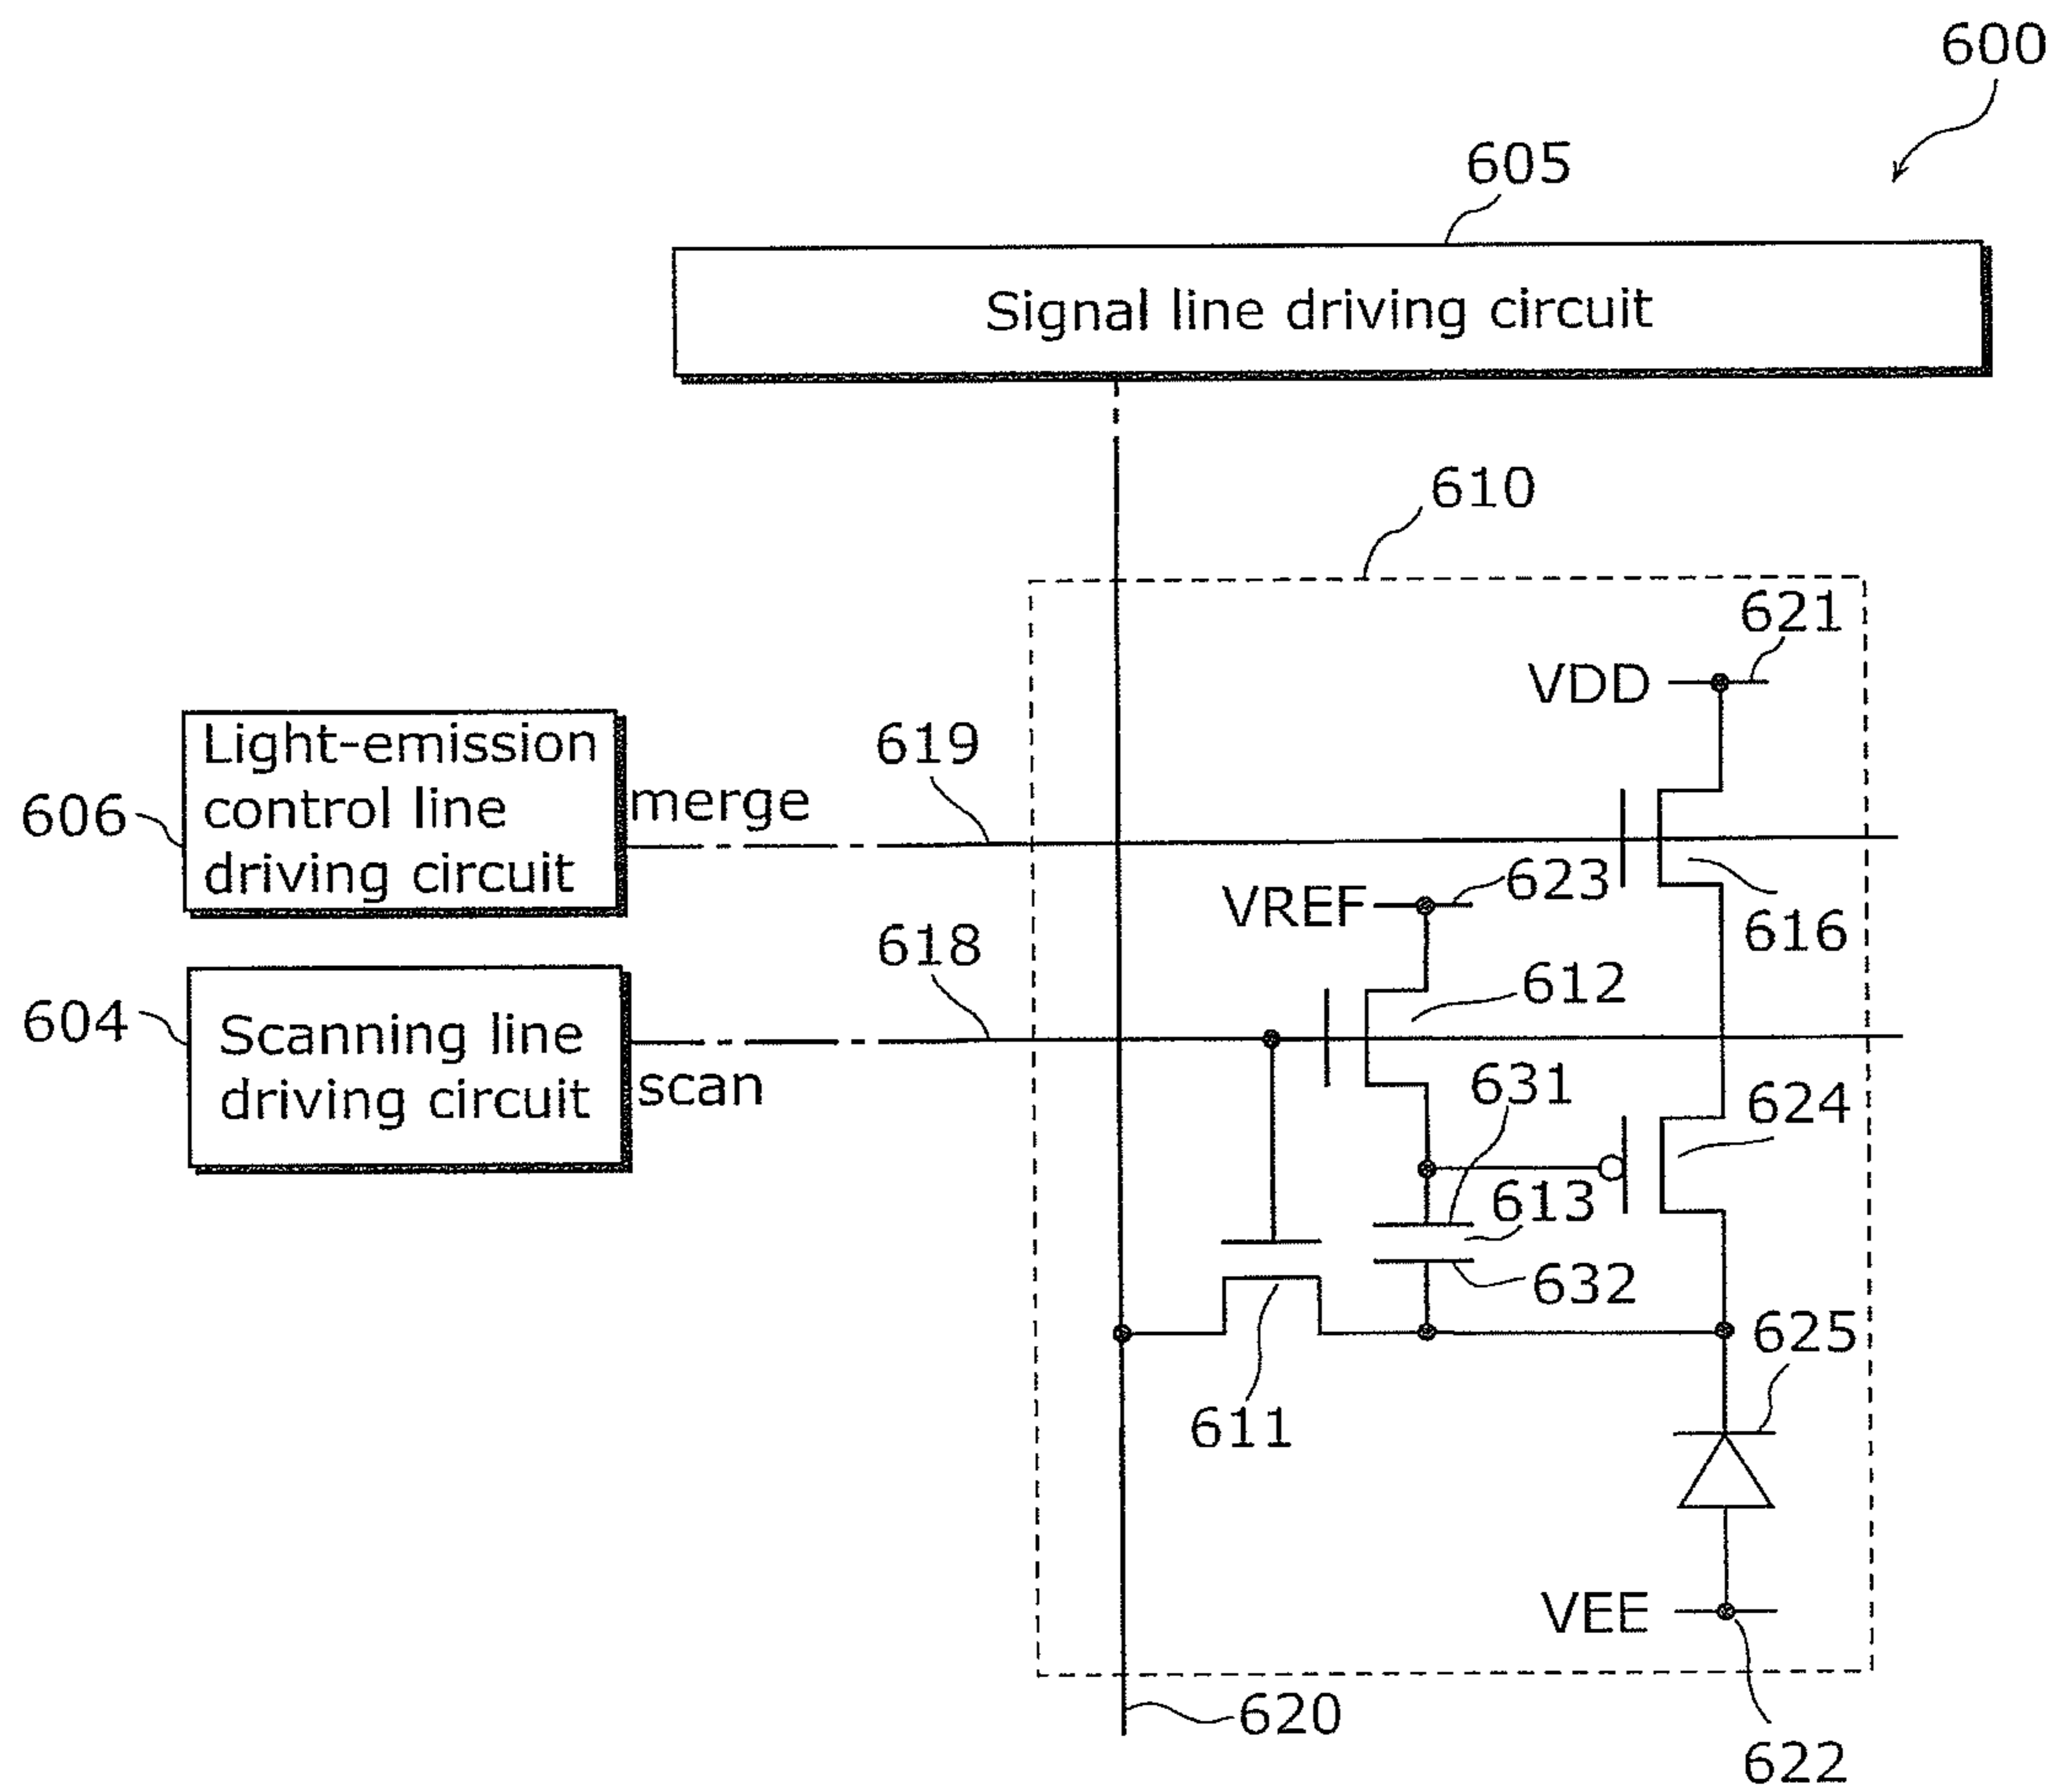 600
605
Signal line driving circuit
610
621
VDD
Light-emission
control line
driving circuit
606
merge
619
623
VREF
616
618
612
604
Scanning line
driving circuit
scan
631
624
613
632
625
611
VEE
620
622